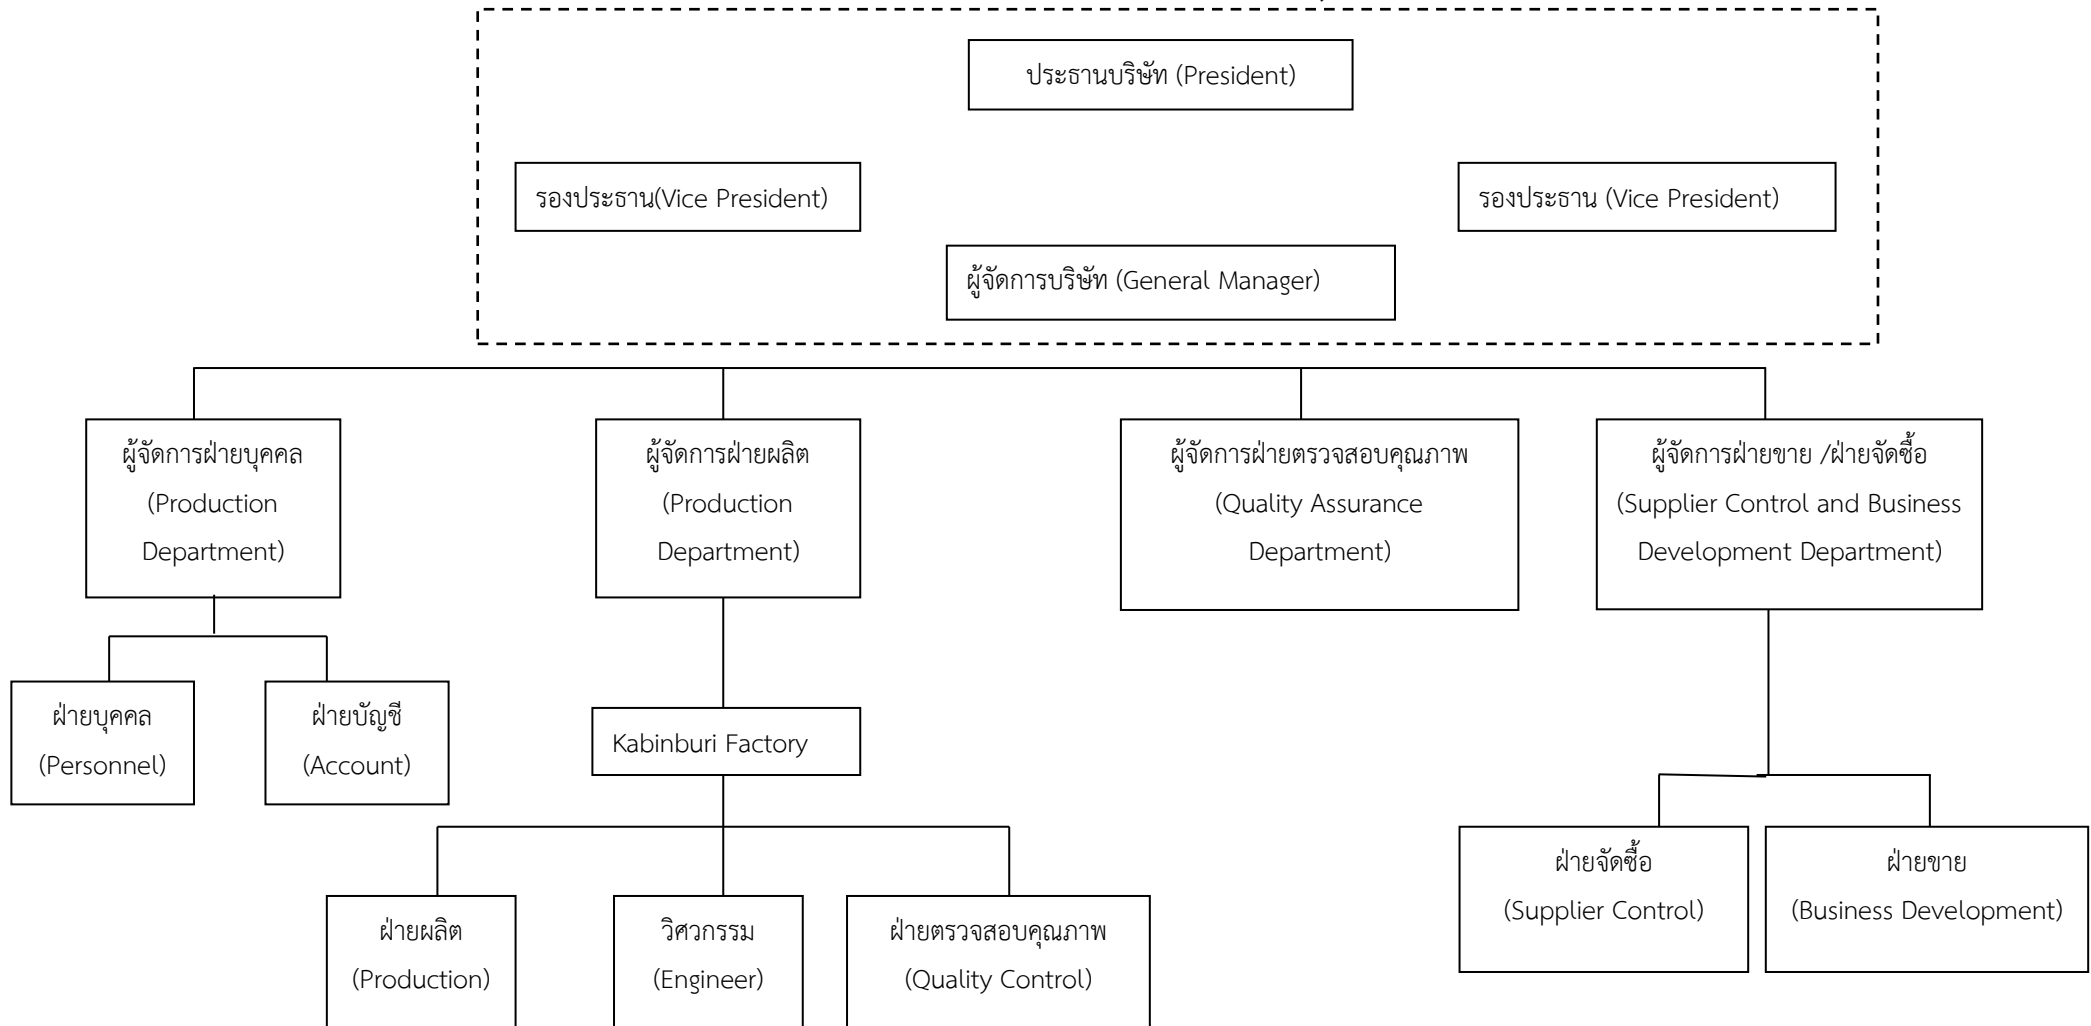 ประธานบริษัท (President)
รองประธาน(Vice President)
รองประธาน (Vice President)
ผู้จัดการบริษัท (General Manager)
ผู้จัดการฝ่ายบุคคล
(Production
Department)
ผู้จัดการฝ่ายผลิต
(Production
Department)
ผู้จัดการฝ่ายตรวจสอบคุณภาพ
(Quality Assurance
Department)
ผู้จัดการฝ่ายขาย /ฝ่ายจัดซื้อ
(Supplier Control and Business
Development Department)
ฝ่ายบุคคล
(Personnel)
ฝ่ายบัญชี
(Account)
Kabinburi Factory
ฝ่ายผลิต
(Production)
วิศวกรรม
(Engineer)
ฝ่ายตรวจสอบคุณภาพ
(Quality Control)
ฝ่ายจัดซื้อ
(Supplier Control)
ฝ่ายขาย
(Business Development)